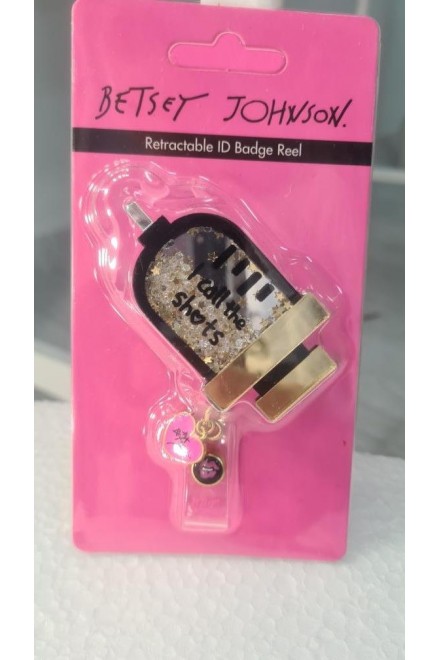 BETSEY JOHNSON.
Retractable ID Badge Reel
I call the
shots